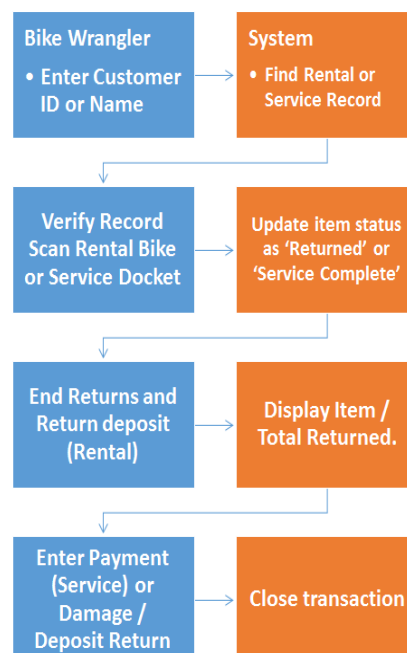 Bike Wrangler
• Enter Customer
ID or Name
System
• Find Rental or
Service Record
Verify Record
Scan Rental Bike
or Service Docket
Update item status
as ‘Returned’ or
‘Service Complete’
End Returns and
Return deposit
(Rental)
Display Item /
Total Returned.
Enter Payment
(Service) or
Damage /
Deposit Return
Close transaction